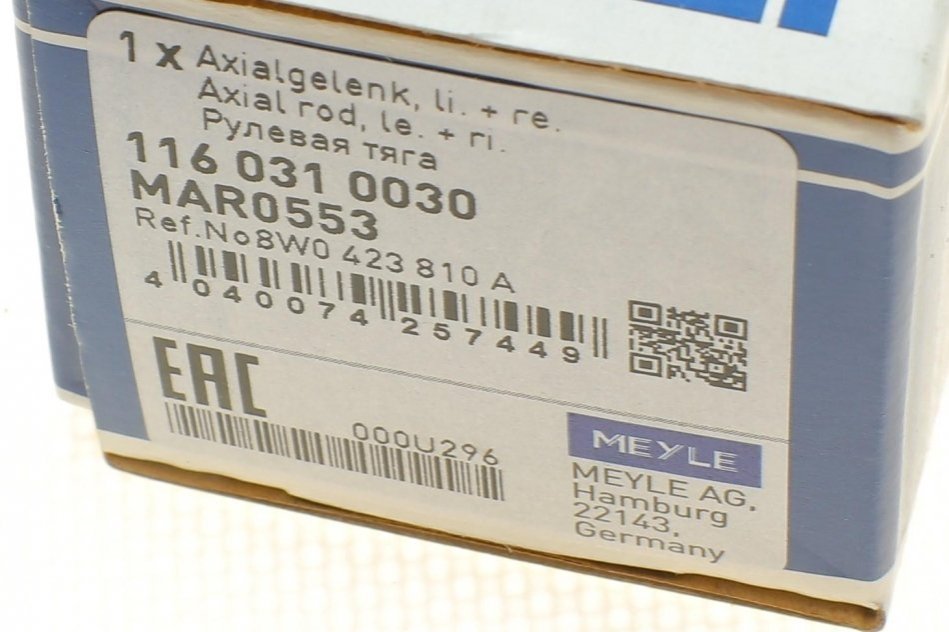 1 x Axialgelenk, li. + re.
Axial rod, le. + ri.
Рулевая тяга
116 031 0030
MAR0553
Ref.No8W0 423 810 A
4 040074 257449
EAC
000U296
MEYLE
MEYLE AG,
Hamburg
22143,
Germany